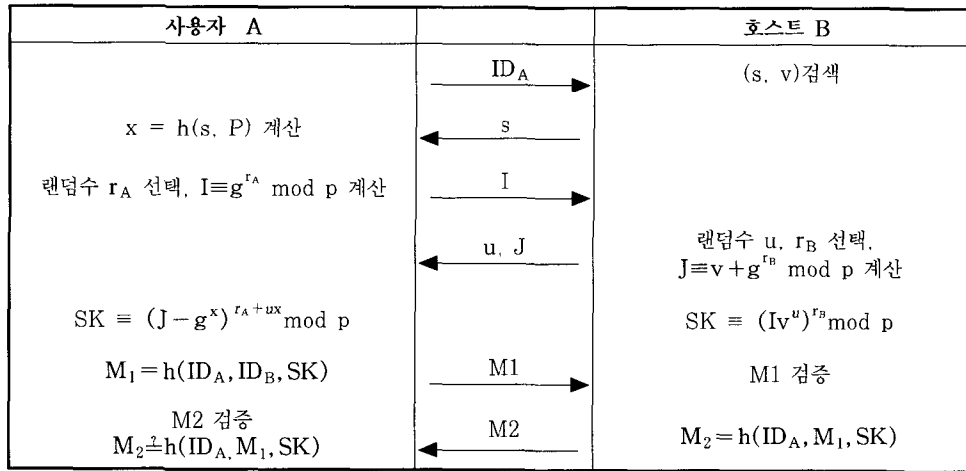 사용자 A
호스트 B
ID_A
(s, v)검색
x = h(s, P) 계산
s
랜덤수 r_A 선택, I≡g^{r_A} mod p 계산
I
u, J
랜덤수 u, r_B 선택,
J≡v+g^{r_B} mod p 계산
SK ≡ (J−g^x)^{r_A+ux} mod p
SK ≡ (Iv^u)^{r_B} mod p
M_1=h(ID_A, ID_B, SK)
M1
M1 검증
M2 검증
M_2≟h(ID_A, M_1, SK)
M2
M_2=h(ID_A, M_1, SK)